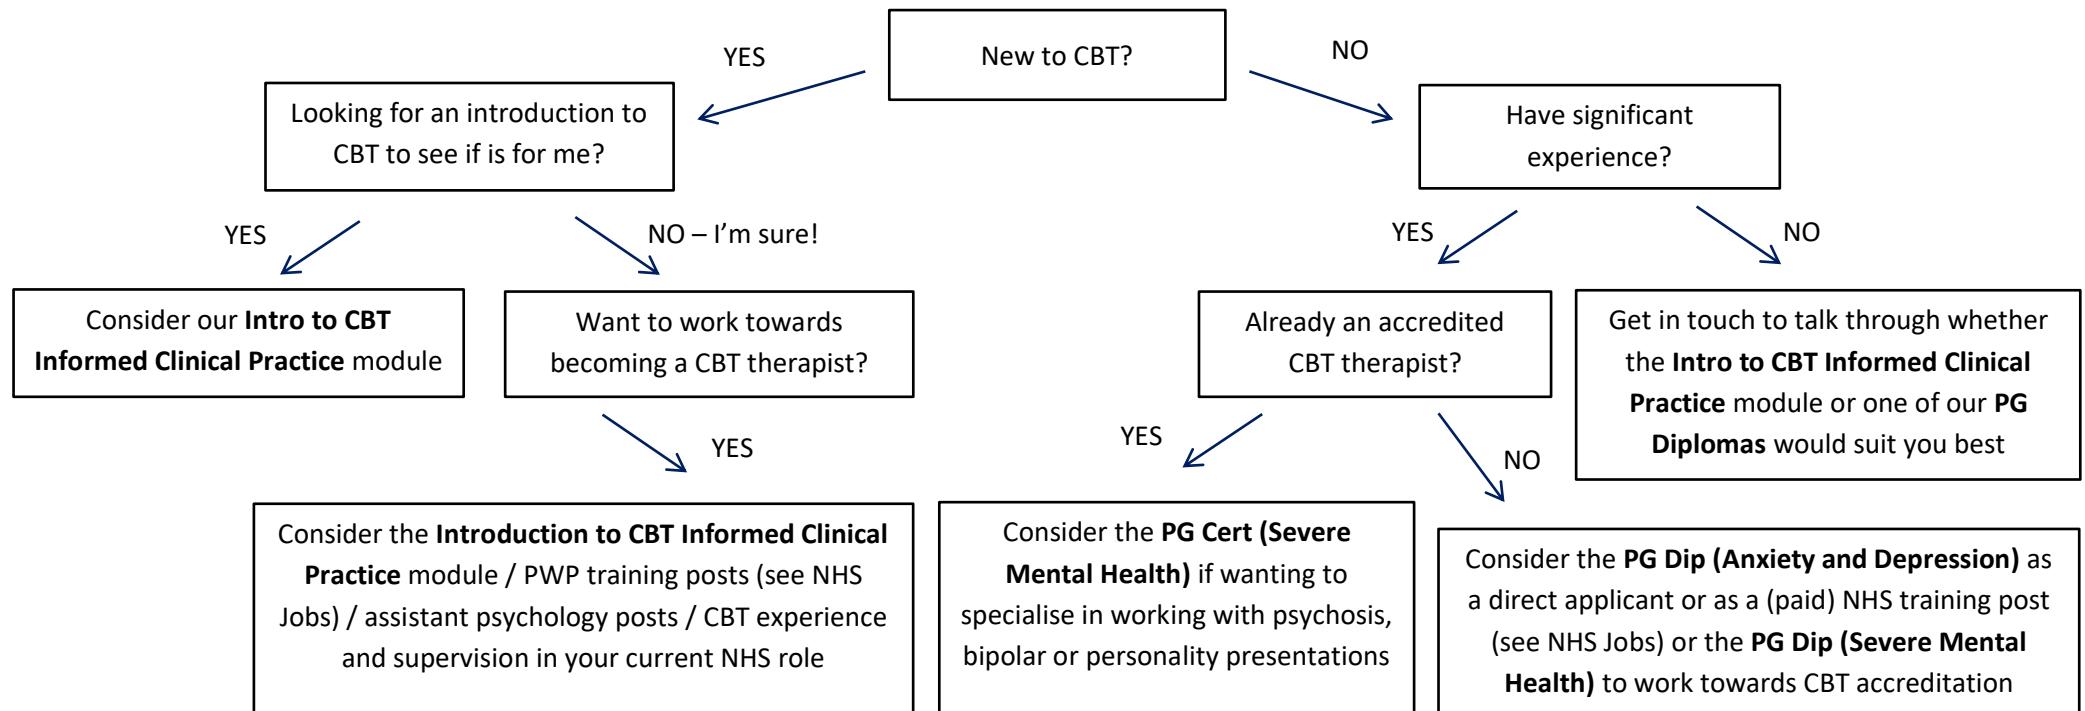 New to CBT?
YES
NO
Looking for an introduction to
CBT to see if is for me?
Have significant
experience?
YES
NO – I’m sure!
YES
NO
Consider our Intro to CBT
Informed Clinical Practice module
Want to work towards
becoming a CBT therapist?
Already an accredited
CBT therapist?
Get in touch to talk through whether
the Intro to CBT Informed Clinical
Practice module or one of our PG
Diplomas would suit you best
YES
YES
NO
Consider the Introduction to CBT Informed Clinical
Practice module / PWP training posts (see NHS
Jobs) / assistant psychology posts / CBT experience
and supervision in your current NHS role
Consider the PG Cert (Severe
Mental Health) if wanting to
specialise in working with psychosis,
bipolar or personality presentations
Consider the PG Dip (Anxiety and Depression) as
a direct applicant or as a (paid) NHS training post
(see NHS Jobs) or the PG Dip (Severe Mental
Health) to work towards CBT accreditation